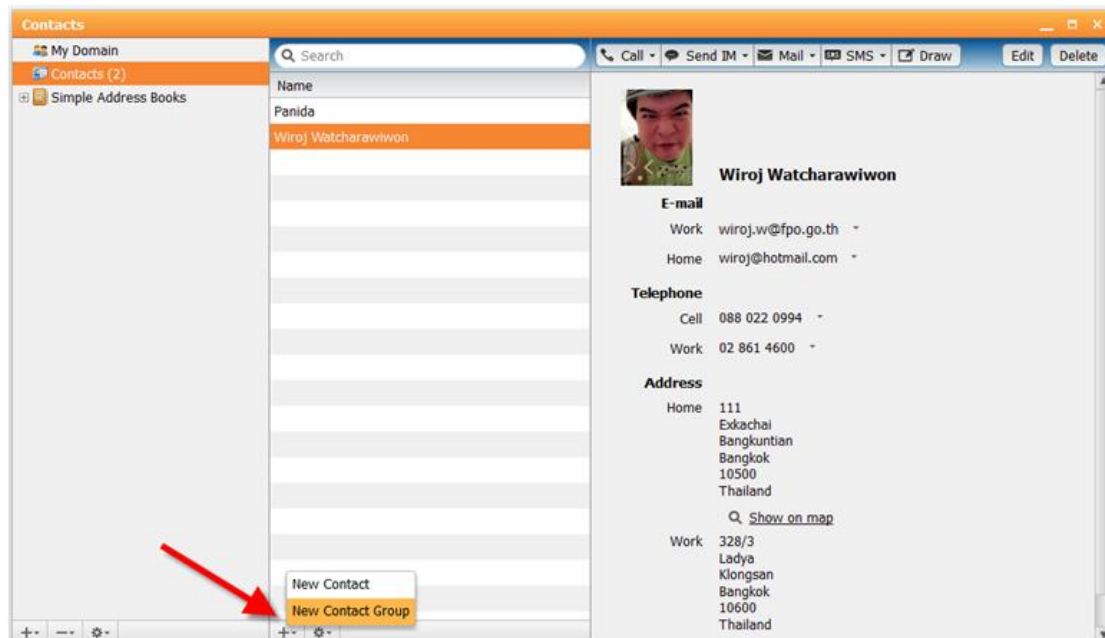 Contacts
My Domain
Contacts (2)
Simple Address Books
Search
Name
Panida
Wiroj Watcharawiwon
New Contact
New Contact Group
Call
Send IM
Mail
SMS
Draw
Edit
Delete
Wiroj Watcharawiwon
E-mail
Work wiroj.w@fpo.go.th
Home wiroj@hotmail.com
Telephone
Cell 088 022 0994
Work 02 861 4600
Address
Home 111
Exkachai
Bangkuntian
Bangkok
10500
Thailand
Show on map
Work 328/3
Ladya
Klongsan
Bangkok
10600
Thailand